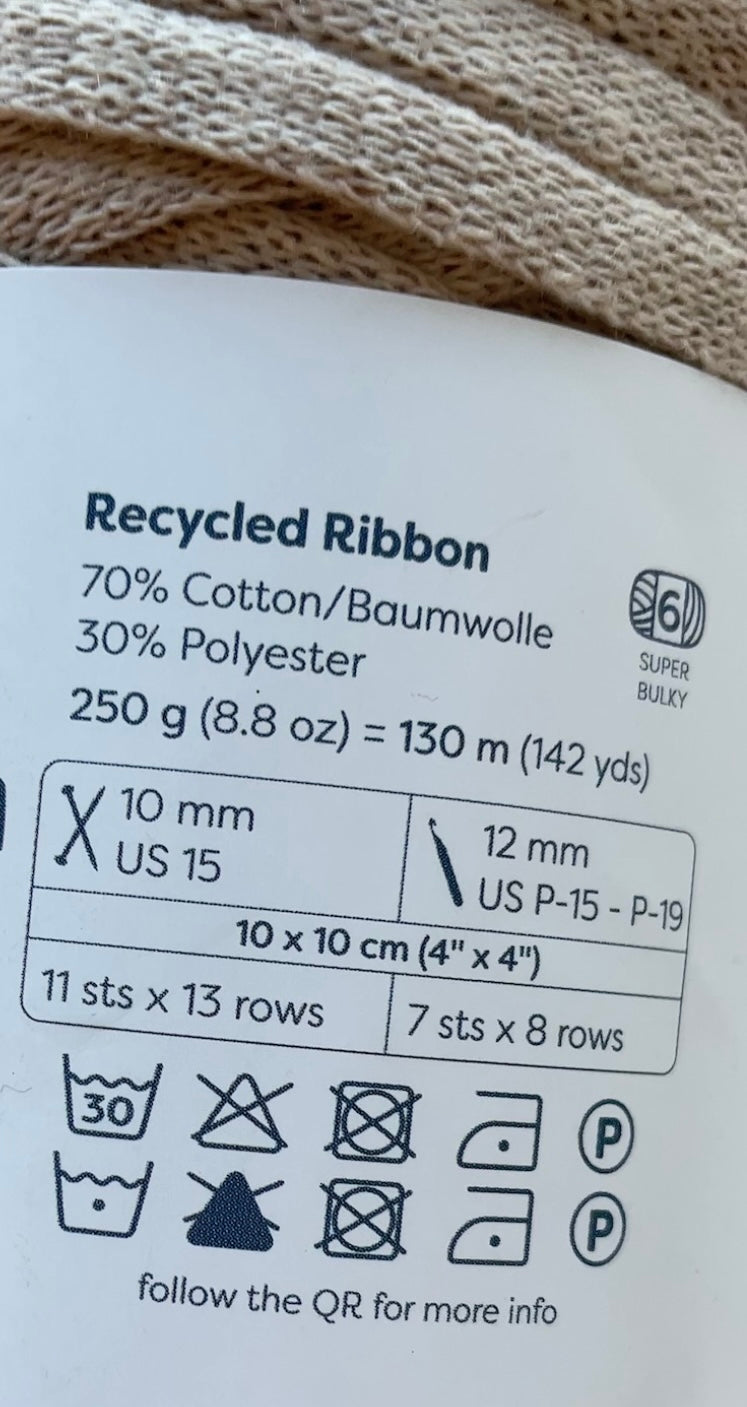 Recycled Ribbon
70% Cotton/Baumwolle
30% Polyester
6
SUPER
BULKY
250 g (8.8 oz) = 130 m (142 yds)
10 mm
US 15
12 mm
US P-15 - P-19
10 x 10 cm (4" x 4")
11 sts x 13 rows
7 sts x 8 rows
30
P
P
follow the QR for more info